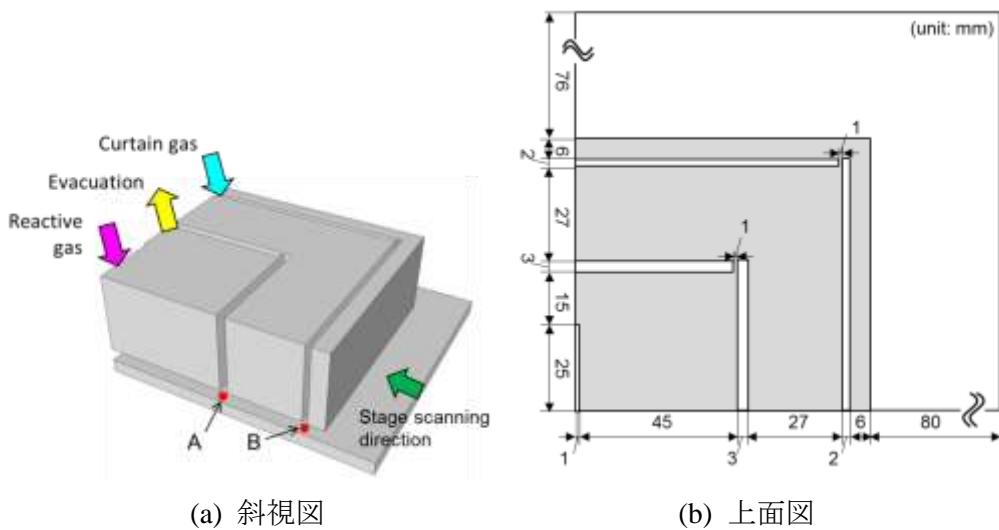 Curtain gas
Evacuation
Reactive
gas
A
B
Stage scanning
direction
(a) 斜視図
(unit: mm)
76
6
2
27
3
15
25
1
1
1
45
3
27
2
6
80
(b) 上面図